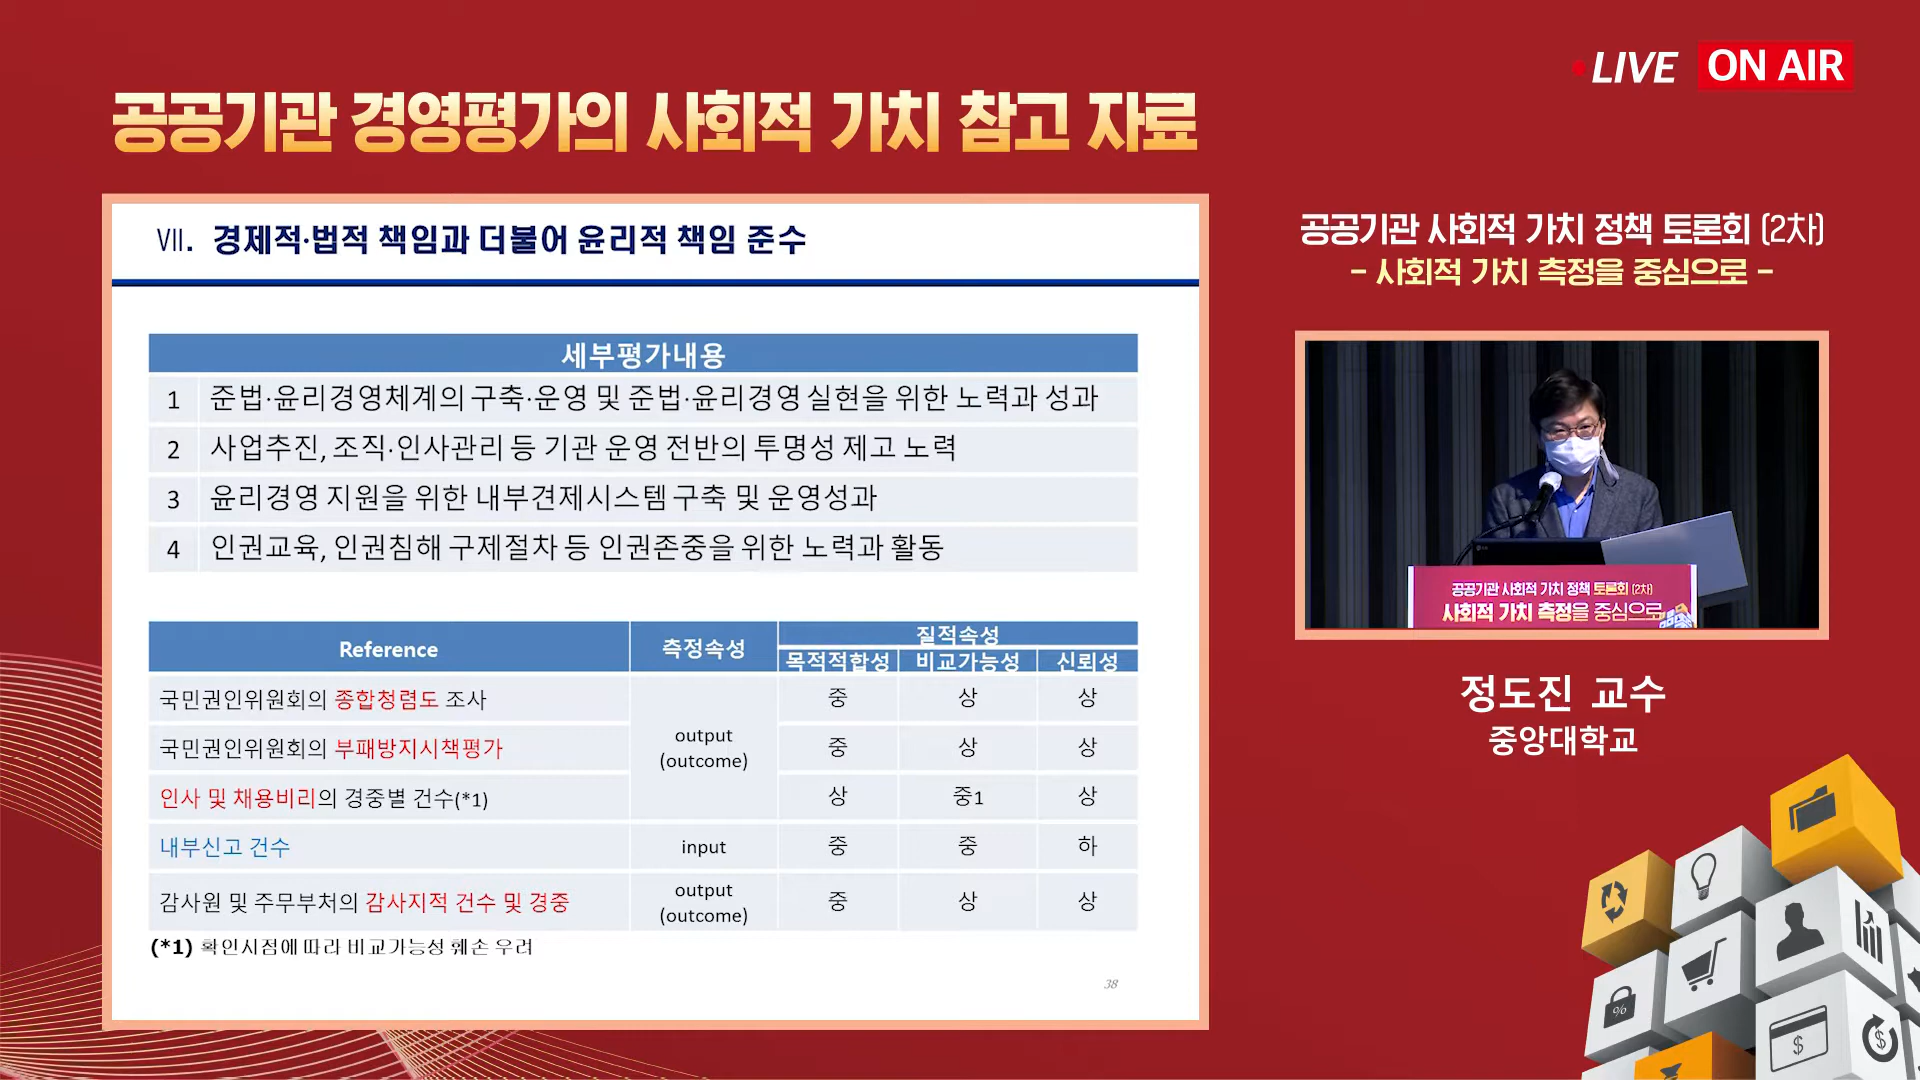 LIVE ON AIR
공공기관 경영평가의 사회적 가치 참고 자료
VII. 경제적·법적 책임과 더불어 윤리적 책임 준수
세부평가내용
1 준법·윤리경영체계의 구축·운영 및 준법·윤리경영 실현을 위한 노력과 성과
2 사업추진, 조직·인사관리 등 기관 운영 전반의 투명성 제고 노력
3 윤리경영 지원을 위한 내부견제시스템 구축 및 운영성과
4 인권교육, 인권침해 구제절차 등 인권존중을 위한 노력과 활동
Reference 측정속성 질적속성
목적적합성 비교가능성 신뢰성
국민권인위원회의 종합청렴도 조사 중 상 상
output
(outcome)
국민권인위원회의 부패방지시책평가 중 상 상
인사 및 채용비리의 경중별 건수(*1) 상 중1 상
내부신고 건수 input 중 중 하
감사원 및 주무부처의 감사지적 건수 및 경중 output
(outcome) 중 상 상
(*1) 확인시점에 따라 비교가능성 훼손 우려
38
공공기관 사회적 가치 정책 토론회 (2차)
- 사회적 가치 측정을 중심으로 -
공공기관 사회적 가치 정책 토론회 (2차)
사회적 가치 측정을 중심으로
정도진 교수
중앙대학교
%
$
$